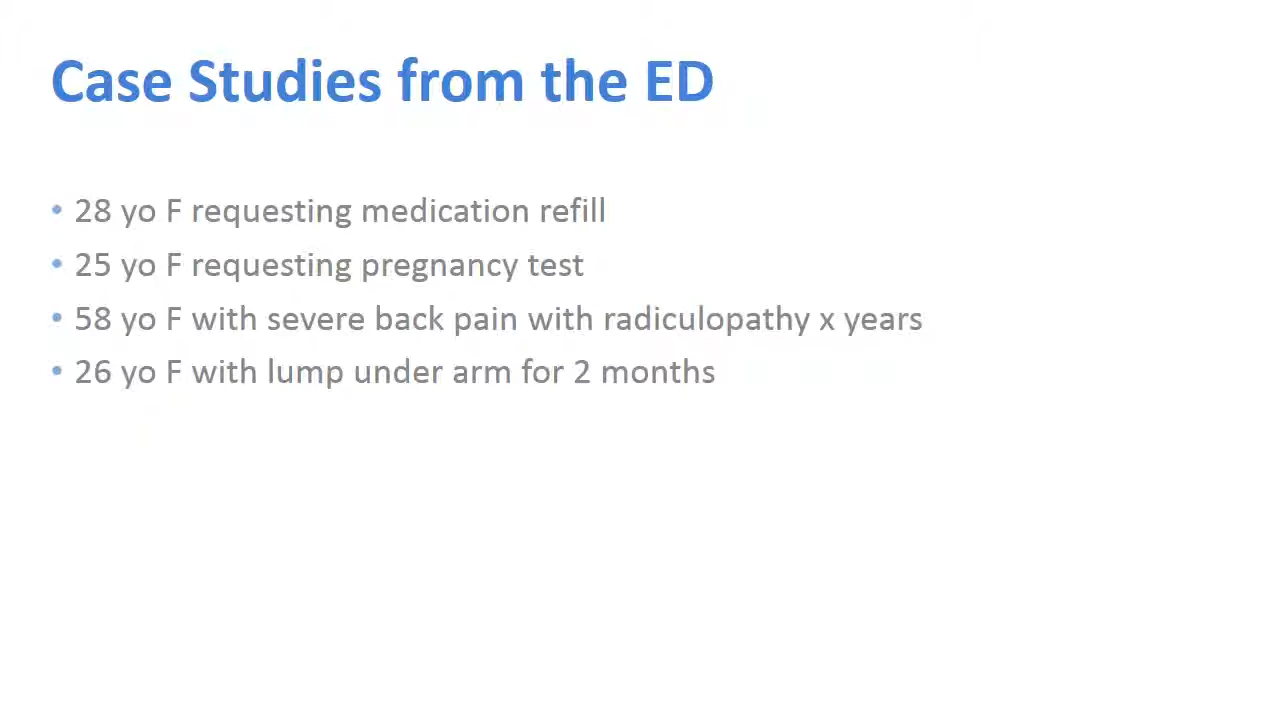 Case Studies from the ED
• 28 yo F requesting medication refill
• 25 yo F requesting pregnancy test
• 58 yo F with severe back pain with radiculopathy x years
• 26 yo F with lump under arm for 2 months